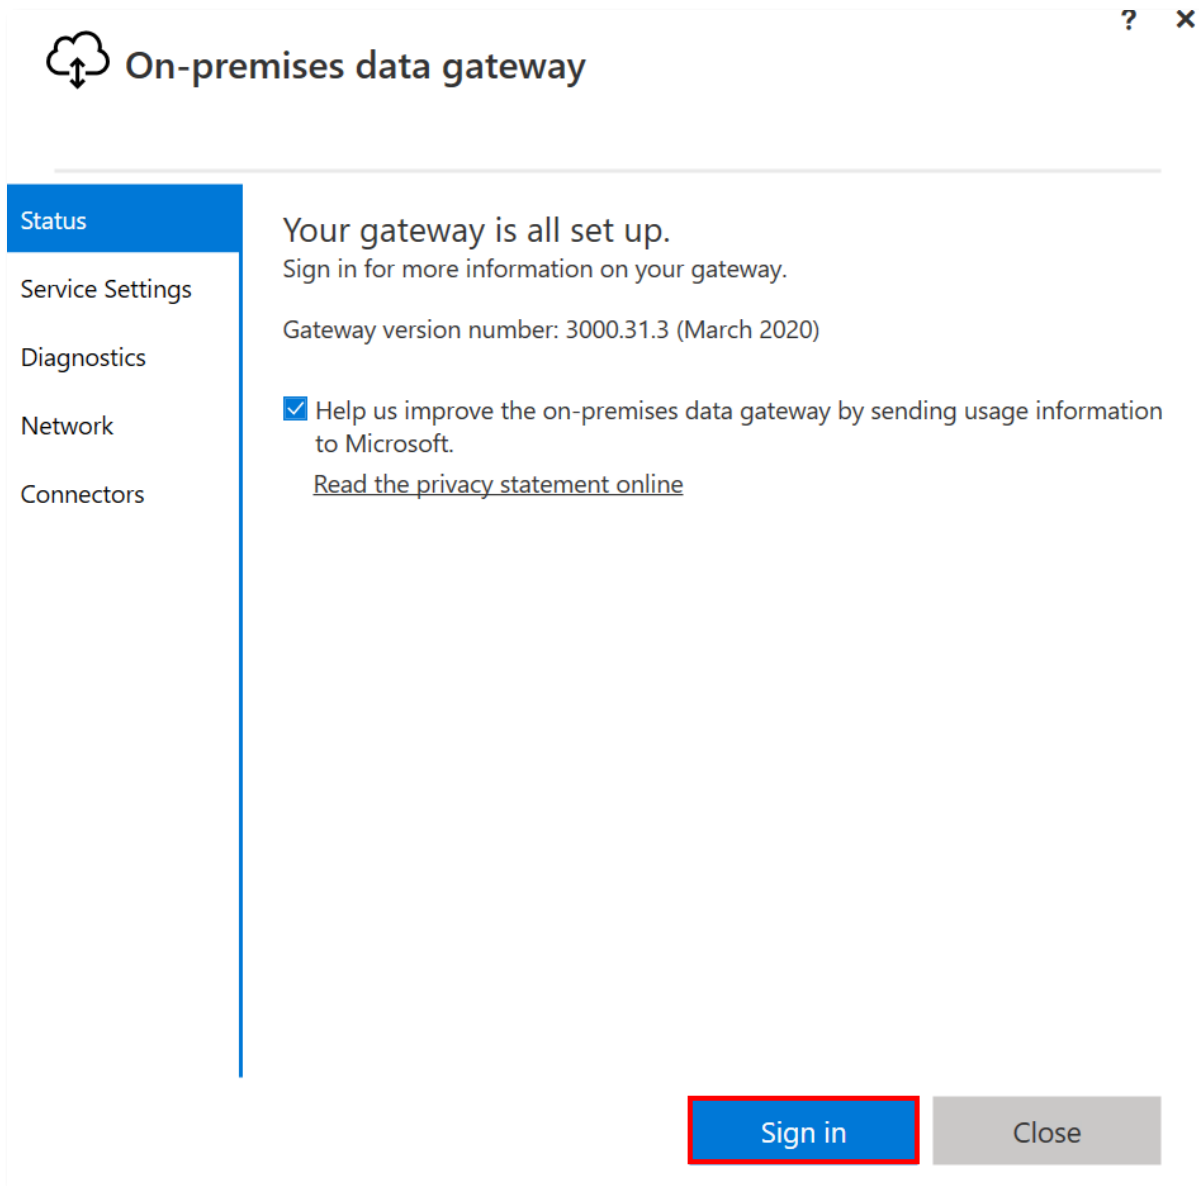 ? ×
On-premises data gateway
Status
Service Settings
Diagnostics
Network
Connectors
Your gateway is all set up.
Sign in for more information on your gateway.
Gateway version number: 3000.31.3 (March 2020)
Help us improve the on-premises data gateway by sending usage information
to Microsoft.
Read the privacy statement online
Sign in
Close